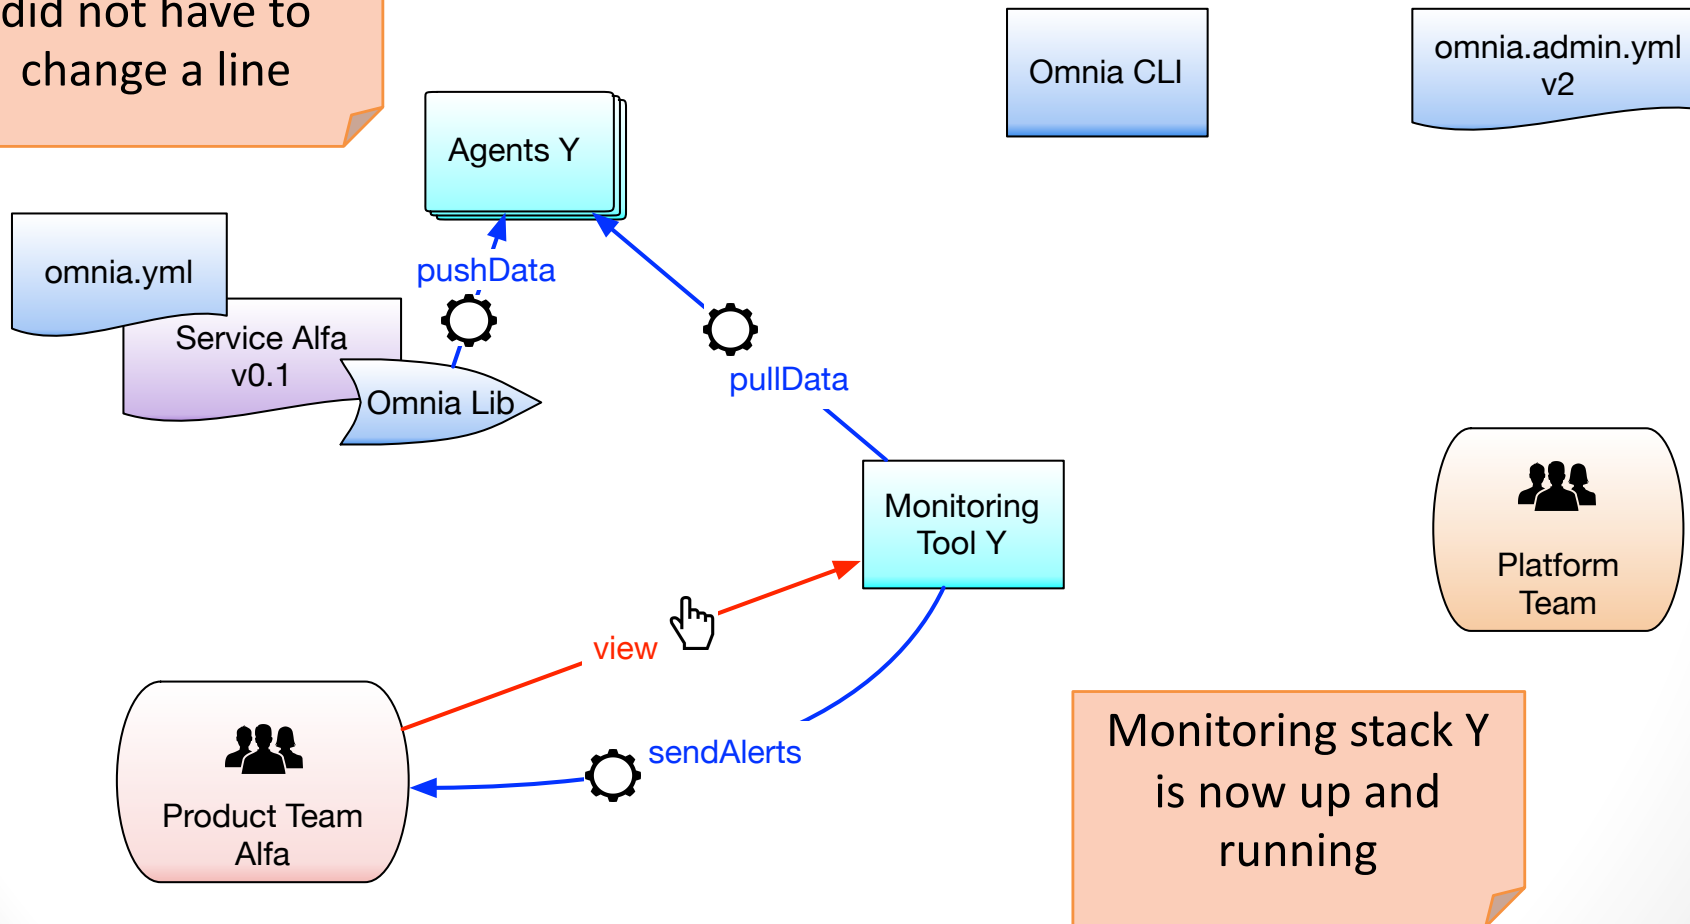 did not have to
change a line
Omnia CLI
omnia.admin.yml
v2
Agents Y
omnia.yml
pushData
Service Alfa
v0.1
Omnia Lib
pullData
Monitoring
Tool Y
Platform
Team
view
sendAlerts
Product Team
Alfa
Monitoring stack Y
is now up and
running